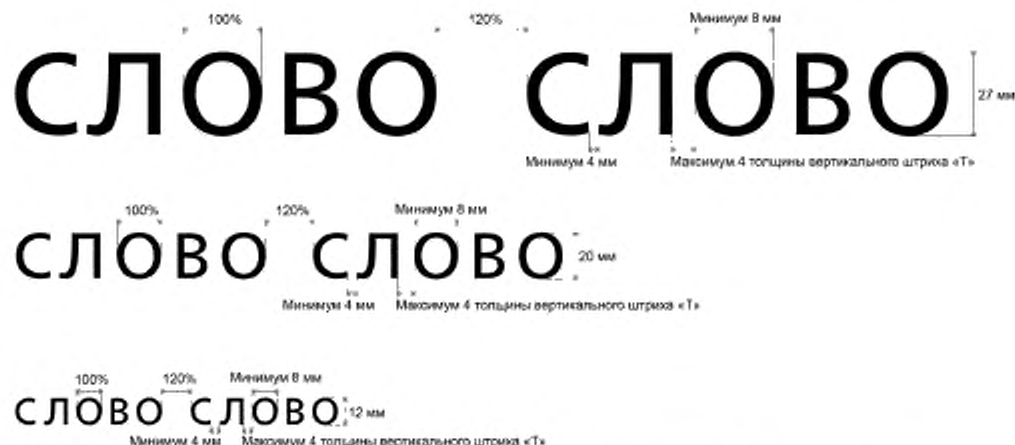 100% 120% Минимум 8 мм
СЛОВО СЛОВО 27 мм
Минимум 4 мм Максимум 4 толщины вертикального штриха «Т»
100% 120% Минимум 8 мм
СЛОВО СЛОВО 20 мм
Минимум 4 мм Максимум 4 толщины вертикального штриха «Т»
100% 120% Минимум 8 мм
СЛОВО СЛОВО 12 мм
Минимум 4 мм Максимум 4 толщины вертикального штриха «Т»